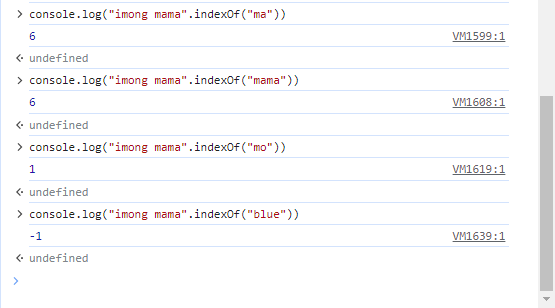 console.log("imong mama".indexOf("ma"))
6 VM1599:1
undefined
console.log("imong mama".indexOf("mama"))
6 VM1608:1
undefined
console.log("imong mama".indexOf("mo"))
1 VM1619:1
undefined
console.log("imong mama".indexOf("blue"))
-1 VM1639:1
undefined